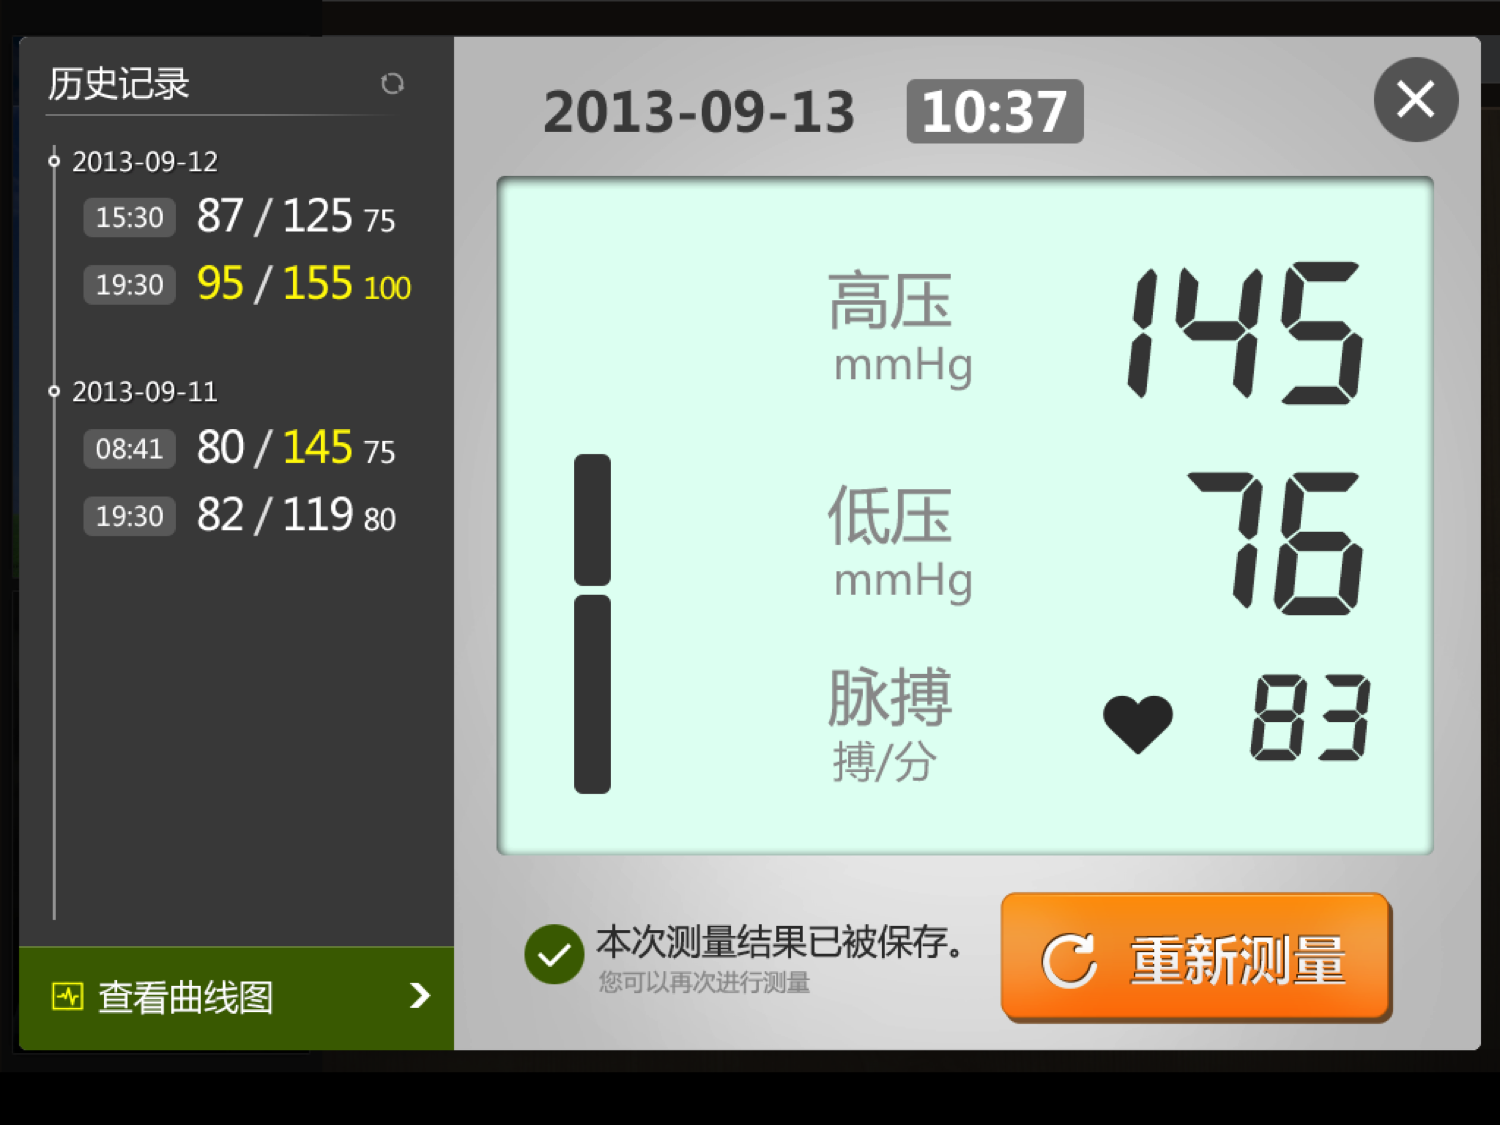 历史记录
2013-09-12
15:30 87 / 125 75
19:30 95 / 155 100
2013-09-11
08:41 80 / 145 75
19:30 82 / 119 80
查看曲线图
2013-09-13 10:37
高压 145
mmHg
低压 76
mmHg
脉搏 83
搏/分
本次测量结果已被保存。
您可以再次进行测量
重新测量